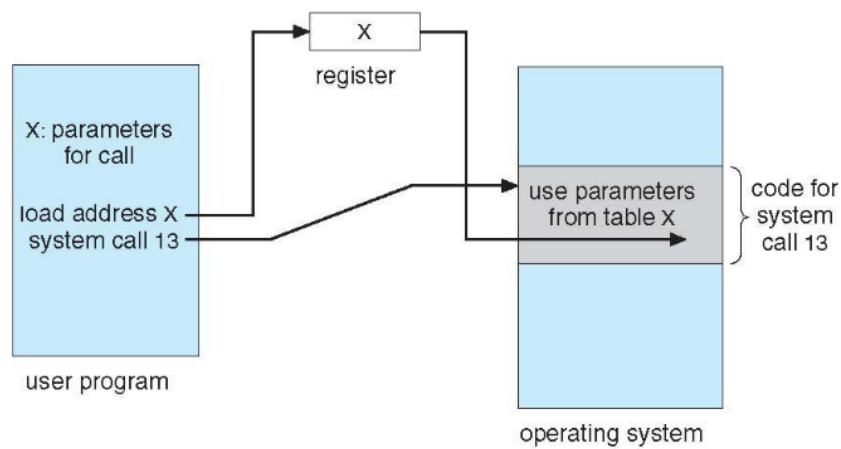 X
register
X: parameters
for call
load address X
system call 13
user program
use parameters
from table X
code for
system
call 13
operating system